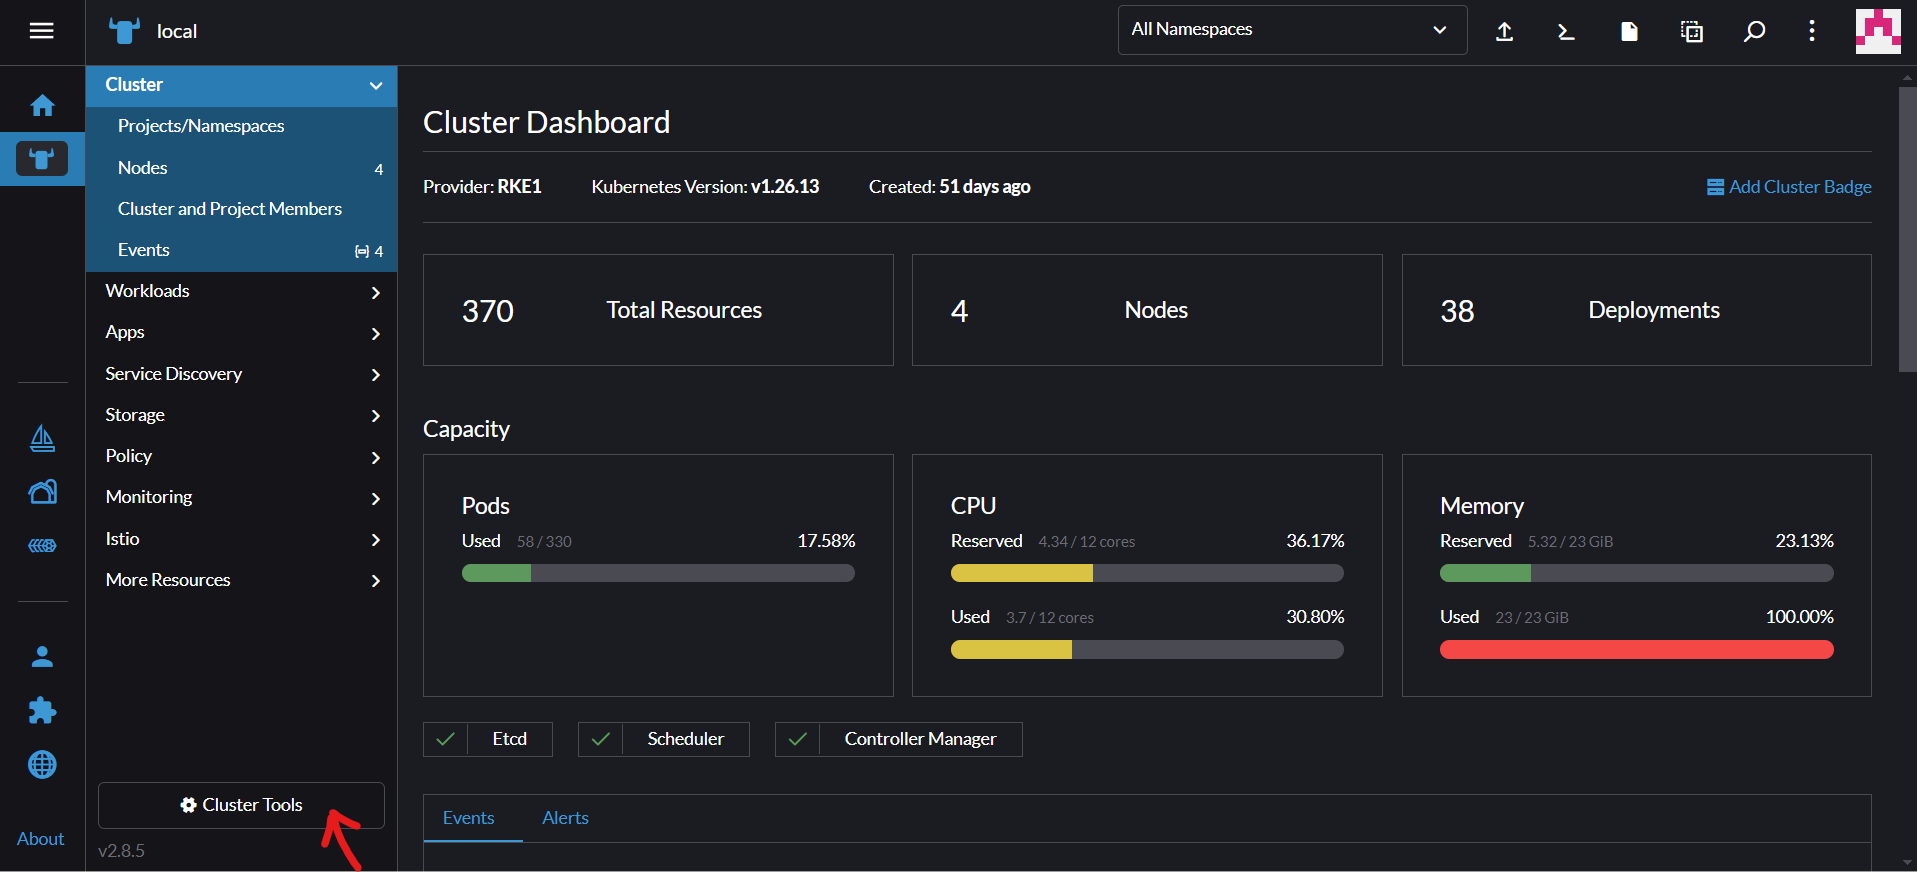 local
All Namespaces
Cluster
Projects/Namespaces
Nodes 4
Cluster and Project Members
Events 4
Workloads
Apps
Service Discovery
Storage
Policy
Monitoring
Istio
More Resources
Cluster Tools
v2.8.5
About
Cluster Dashboard
Provider: RKE1 Kubernetes Version: v1.26.13 Created: 51 days ago
Add Cluster Badge
370 Total Resources
4 Nodes
38 Deployments
Capacity
Pods
Used 58 / 330 17.58%
CPU
Reserved 4.34 / 12 cores 36.17%
Used 3.7 / 12 cores 30.80%
Memory
Reserved 5.32 / 23 GiB 23.13%
Used 23 / 23 GiB 100.00%
Etcd
Scheduler
Controller Manager
Events Alerts